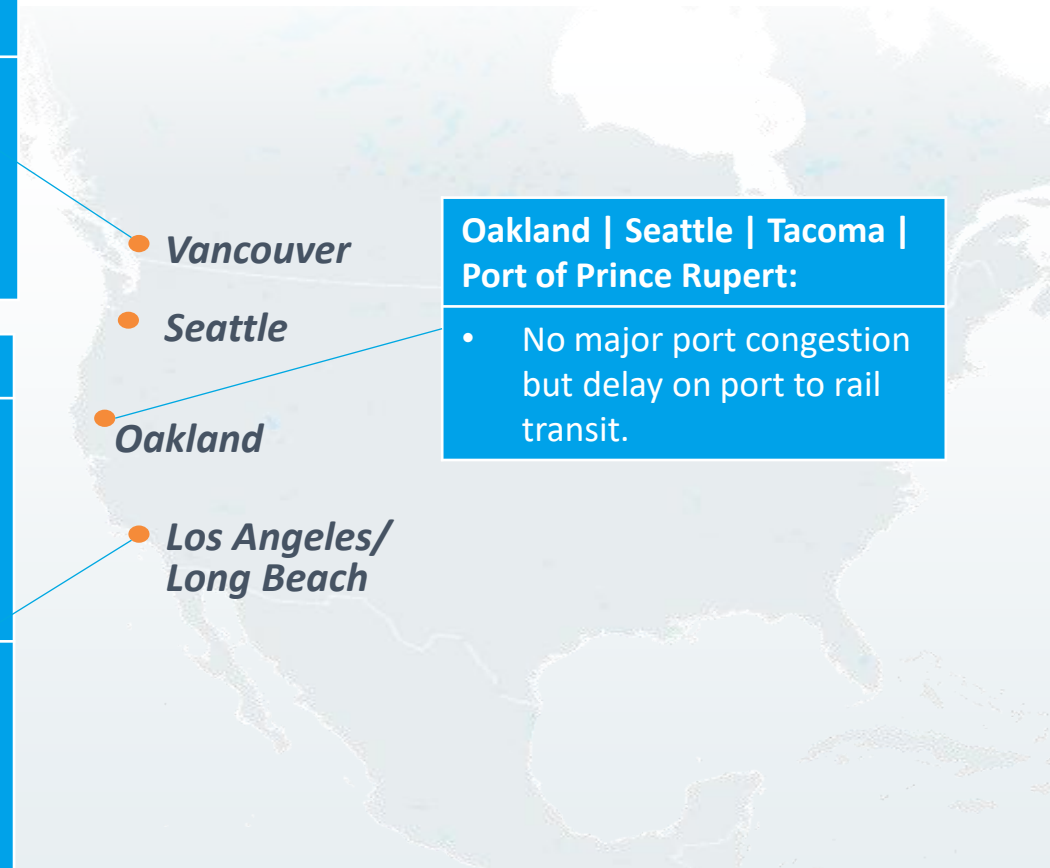 Vancouver
Seattle
Oakland
Los Angeles/
Long Beach
Oakland | Seattle | Tacoma |
Port of Prince Rupert:
• No major port congestion
but delay on port to rail
transit.